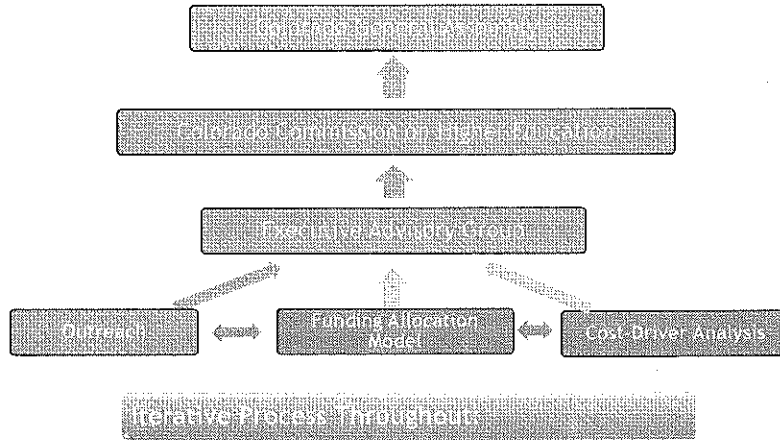 Colorado General Assembly
Colorado Commission on Higher Education
Executive Advisory Group
Outreach
Funding Allocation
Model
Cost Driver Analysis
Iterative Process Throughout